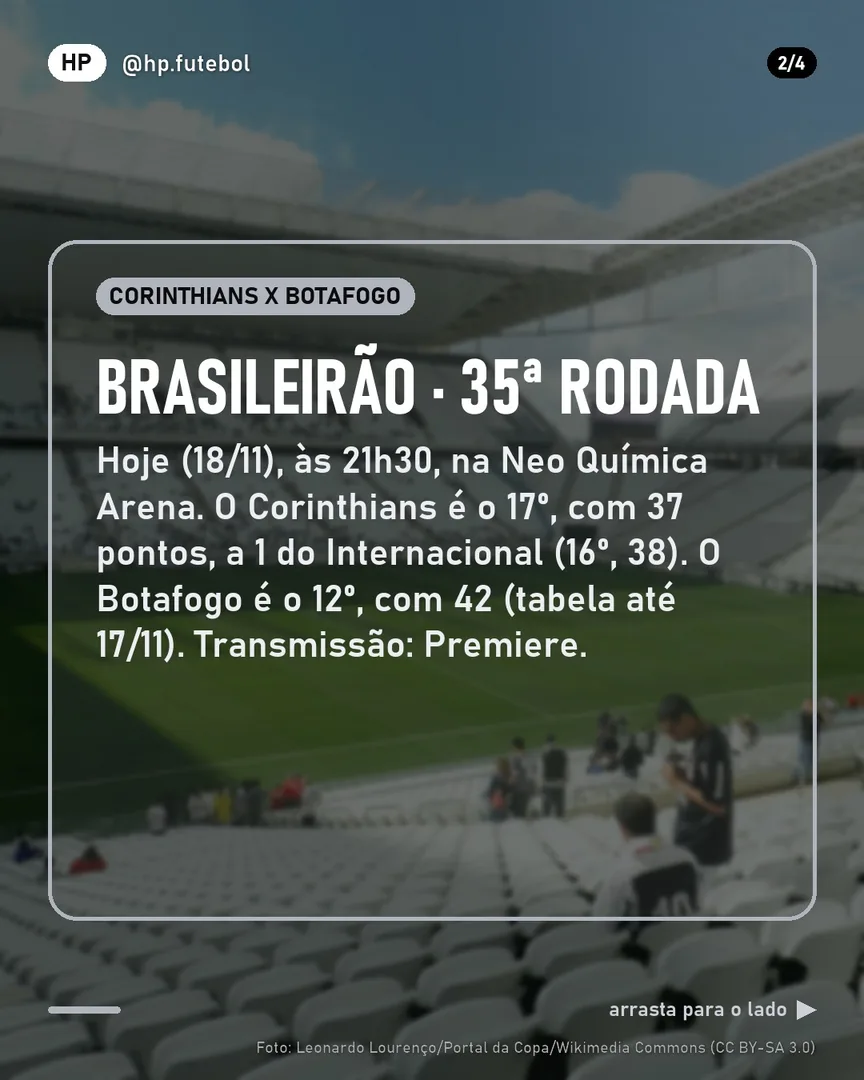 HP @hp.futebol
2/4
CORINTHIANS X BOTAFOGO
BRASILEIRÃO · 35ª RODADA
Hoje (18/11), às 21h30, na Neo Química
Arena. O Corinthians é o 17º, com 37
pontos, a 1 do Internacional (16º, 38). O
Botafogo é o 12º, com 42 (tabela até
17/11). Transmissão: Premiere.
arrasta para o lado ▶
Foto: Leonardo Lourenço/Portal da Copa/Wikimedia Commons (CC BY-SA 3.0)